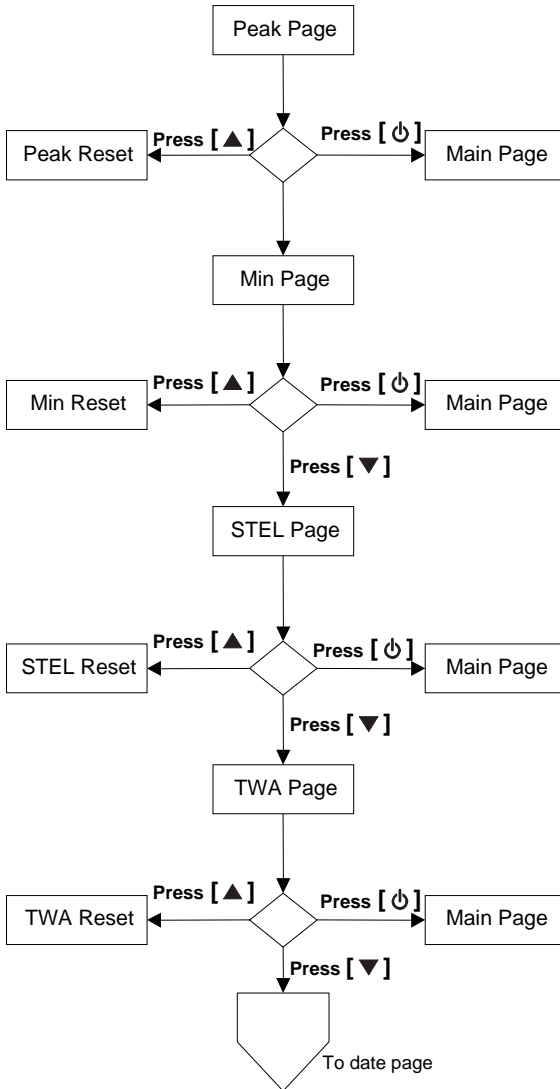 Peak Page
Press [▲] Press [⏻]
Peak Reset Main Page
Min Page
Press [▲] Press [⏻]
Min Reset Main Page
Press [▼]
STEL Page
Press [▲] Press [⏻]
STEL Reset Main Page
Press [▼]
TWA Page
Press [▲] Press [⏻]
TWA Reset Main Page
Press [▼]
To date page